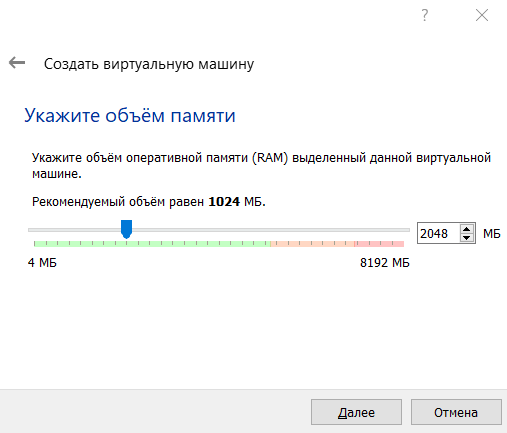 ?
Создать виртуальную машину
Укажите объём памяти
Укажите объём оперативной памяти (RAM) выделенный данной виртуальной
машине.
Рекомендуемый объём равен 1024 МБ.
2048 МБ
4 МБ 8192 МБ
Далее Отмена